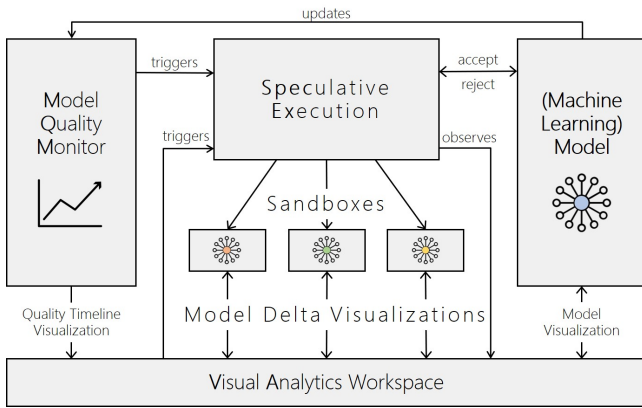 updates
Model
Quality
Monitor
triggers
Speculative
Execution
accept
reject
(Machine
Learning)
Model
triggers
observes
Sandboxes
Quality Timeline
Visualization
Model Delta Visualizations
Model
Visualization
Visual Analytics Workspace